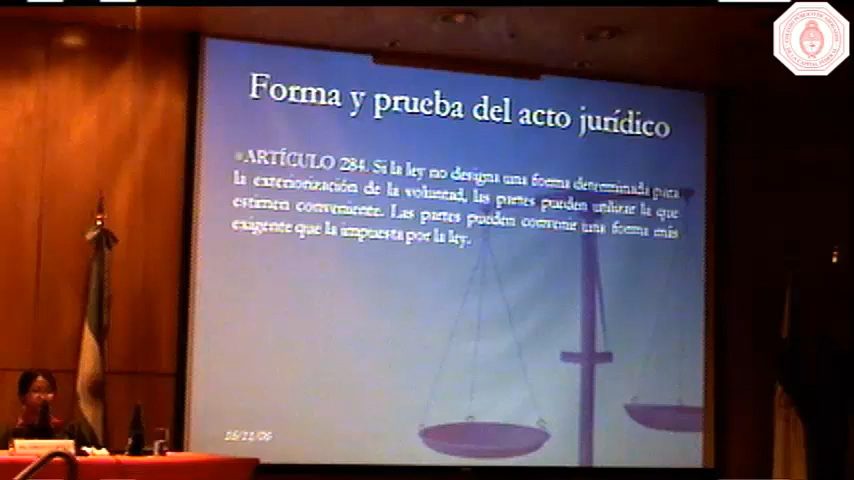 Forma y prueba del acto jurídico
ARTÍCULO 284. Si la ley no designa una forma determinada para
la exteriorización de la voluntad, las partes pueden utilizar la que
estimen conveniente. Las partes pueden convenir una forma más
exigente que la impuesta por la ley.